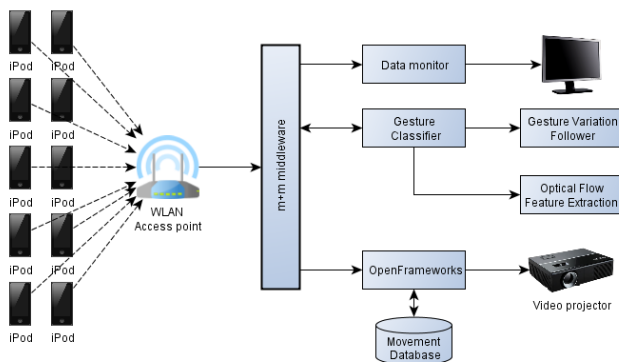 iPod iPod
iPod iPod
iPod iPod
iPod iPod
iPod iPod
WLAN
Access point
m+m middleware
Data monitor
Gesture
Classifier
Gesture Variation
Follower
Optical Flow
Feature Extraction
OpenFrameworks
Movement
Database
Video projector